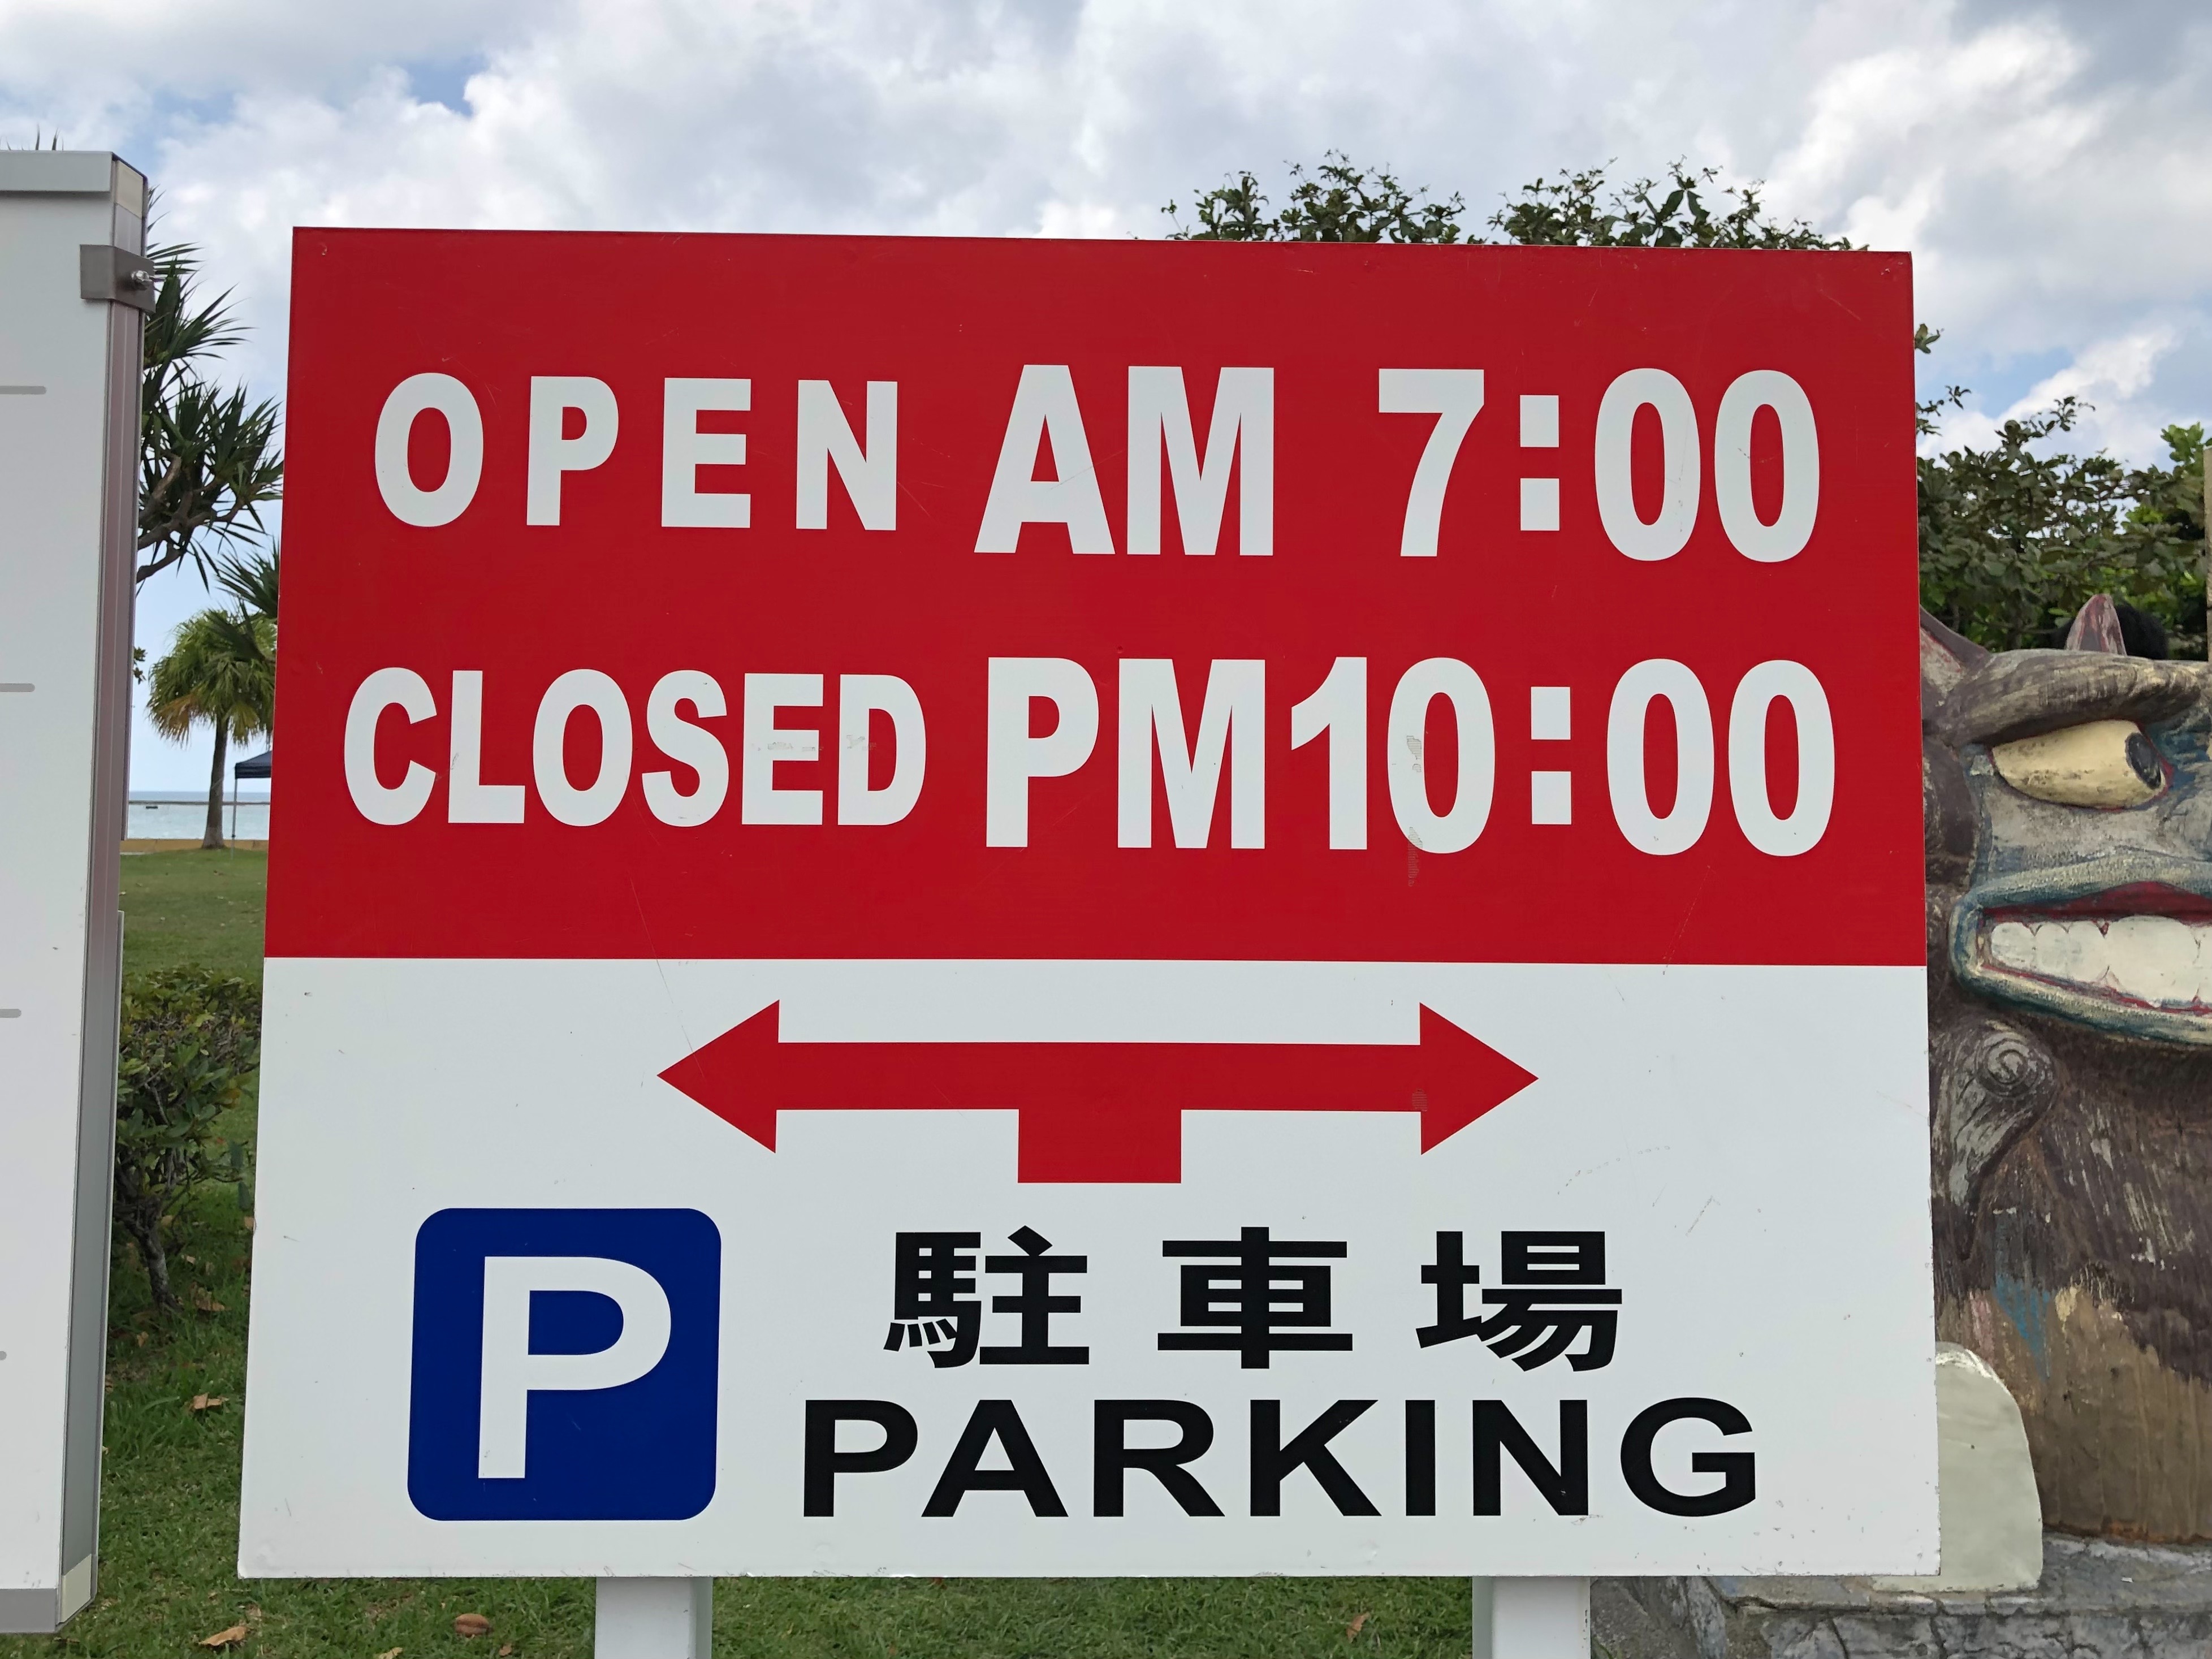 OPEN AM 7:00
CLOSED PM10:00
P
駐車場
PARKING